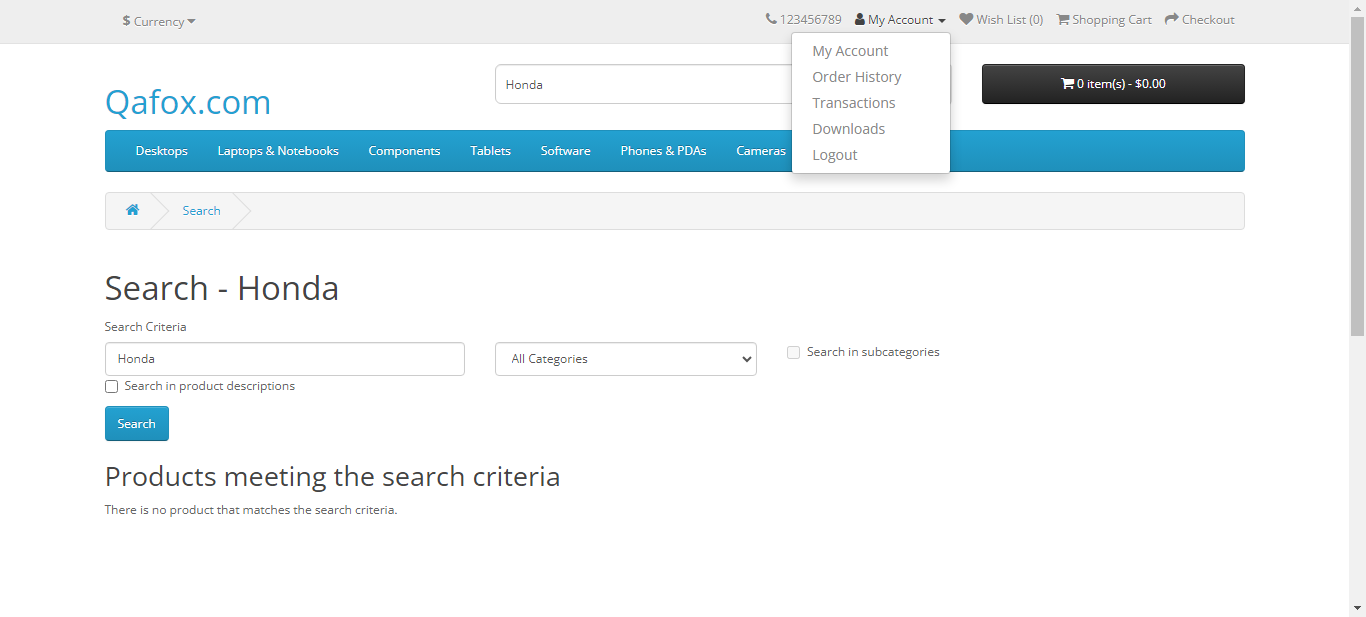 $ Currency
123456789 My Account Wish List (0) Shopping Cart Checkout
My Account
Order History
Transactions
Downloads
Logout
Qafox.com
Honda
0 item(s) - $0.00
Desktops Laptops & Notebooks Components Tablets Software Phones & PDAs Cameras
Search
Search - Honda
Search Criteria
Honda
All Categories
Search in subcategories
Search in product descriptions
Search
Products meeting the search criteria
There is no product that matches the search criteria.